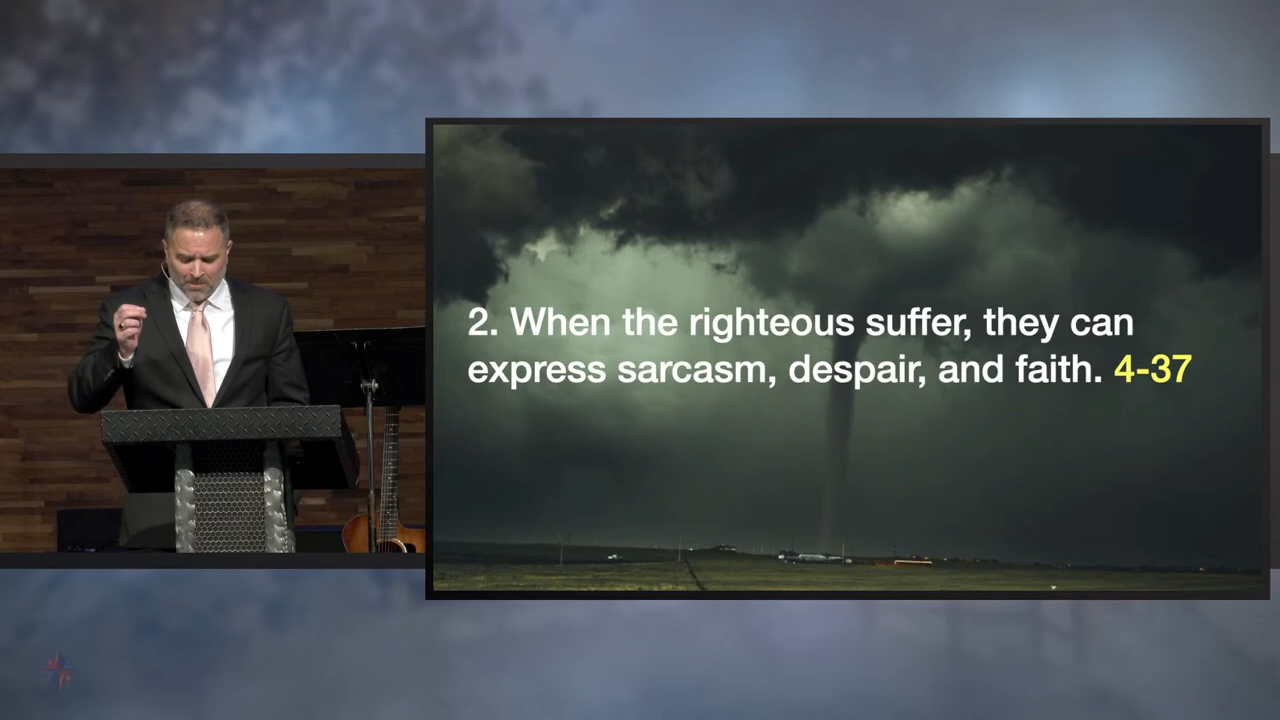 2. When the righteous suffer, they can
express sarcasm, despair, and faith. 4-37